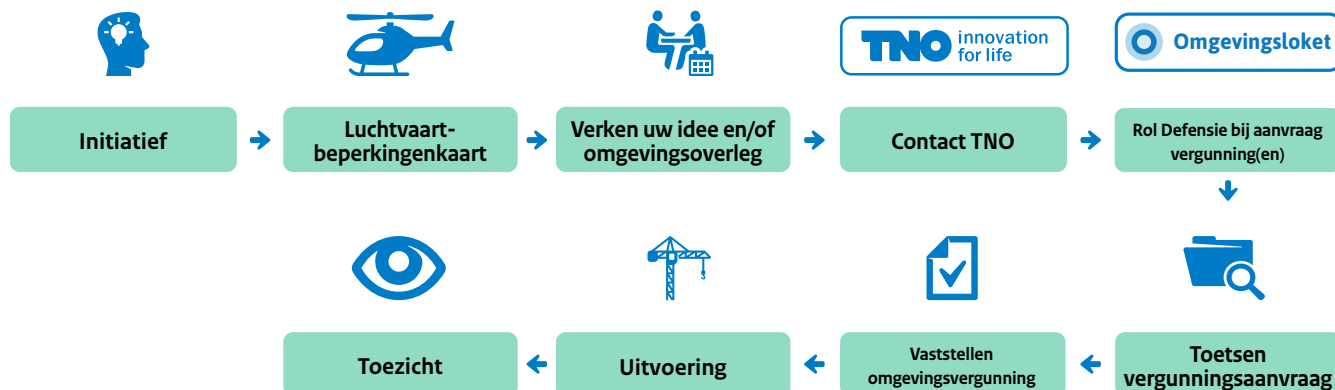 TNO innovation
for life
Omgevingsloket
Initiatief
Luchtvaart-
beperkingenkaart
Verken uw idee en/of
omgevingsoverleg
Contact TNO
Rol Defensie bij aanvraag
vergunning(en)
Toetsen
vergunningsaanvraag
Vaststellen
omgevingsvergunning
Uitvoering
Toezicht